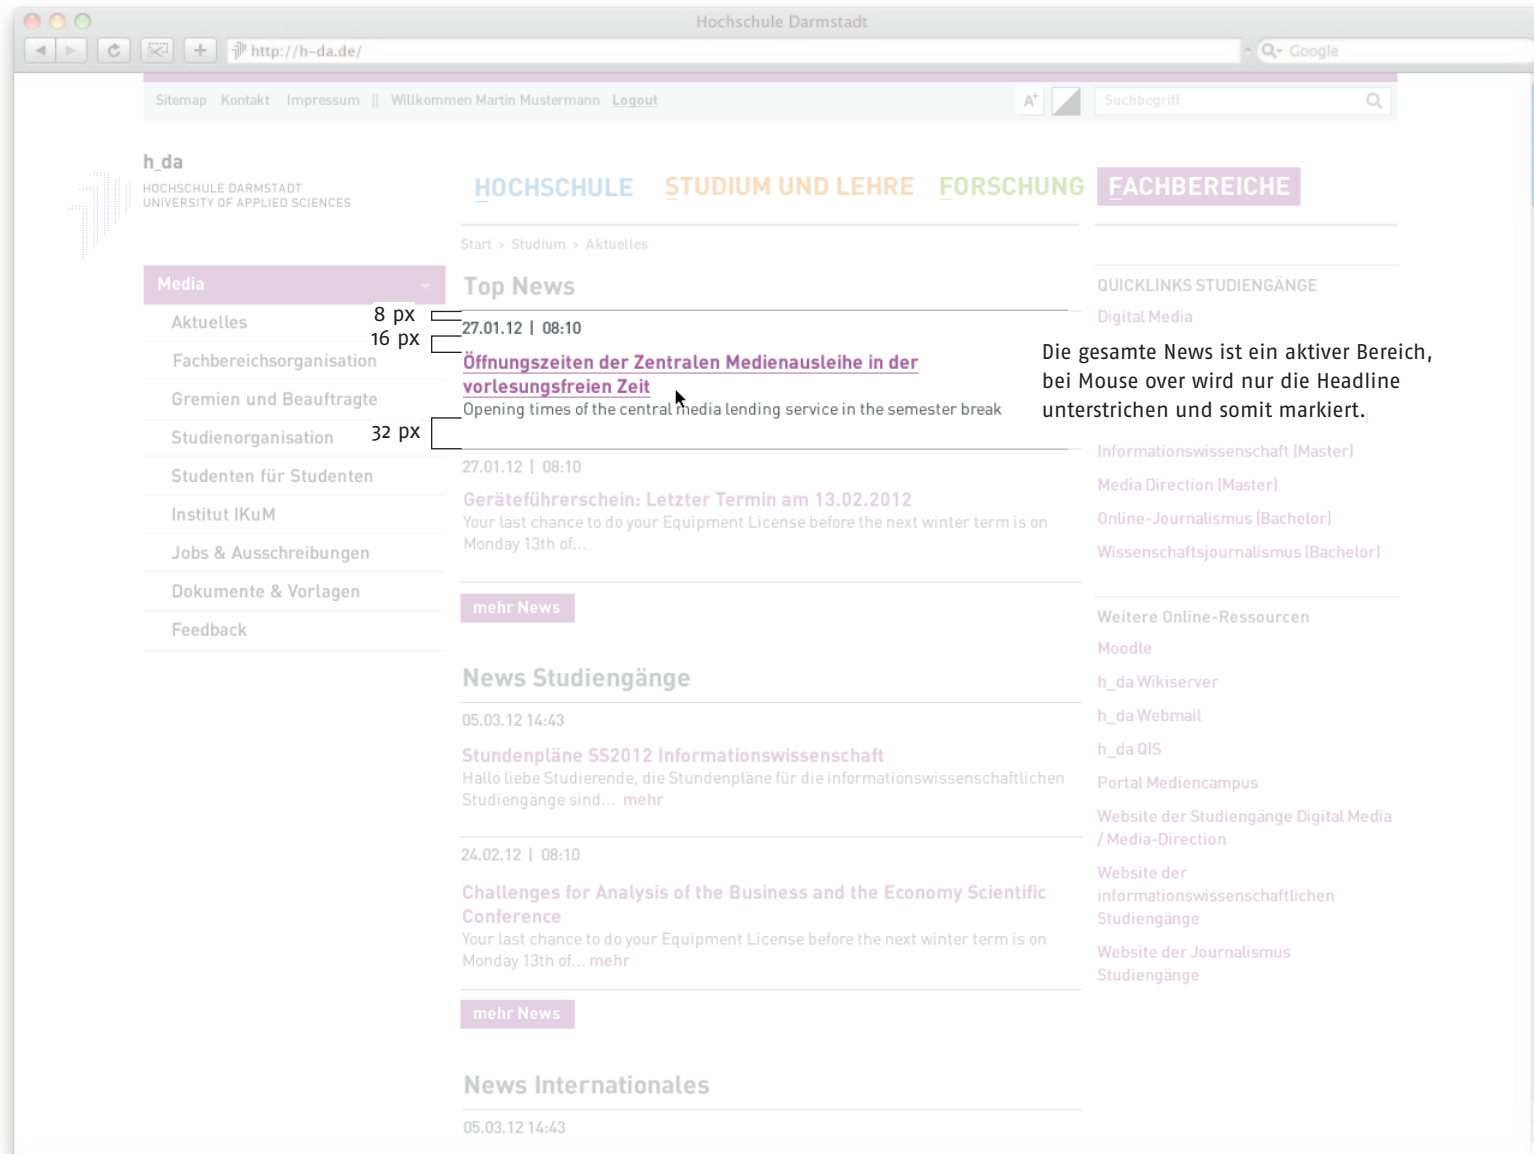 Hochschule Darmstadt
http://h-da.de/
Google
Sitemap Kontakt Impressum || Willkommen Martin Mustermann Logout
A+
Suchbegriff
h_da
HOCHSCHULE DARMSTADT
UNIVERSITY OF APPLIED SCIENCES
HOCHSCHULE STUDIUM UND LEHRE FORSCHUNG FACHBEREICHE
Start › Studium › Aktuelles
Media
Aktuelles
Fachbereichsorganisation
Gremien und Beauftragte
Studienorganisation
Studenten für Studenten
Institut IKuM
Jobs & Ausschreibungen
Dokumente & Vorlagen
Feedback
8 px
16 px
32 px
Top News
27.01.12 | 08:10
Öffnungszeiten der Zentralen Medienausleihe in der
vorlesungsfreien Zeit
Opening times of the central media lending service in the semester break
27.01.12 | 08:10
Geräteführerschein: Letzter Termin am 13.02.2012
Your last chance to do your Equipment License before the next winter term is on
Monday 13th of...
mehr News
News Studiengänge
05.03.12 14:43
Stundenpläne SS2012 Informationswissenschaft
Hallo liebe Studierende, die Stundenpläne für die informationswissenschaftlichen
Studiengänge sind... mehr
24.02.12 | 08:10
Challenges for Analysis of the Business and the Economy Scientific
Conference
Your last chance to do your Equipment License before the next winter term is on
Monday 13th of... mehr
mehr News
News Internationales
05.03.12 14:43
QUICKLINKS STUDIENGÄNGE
Digital Media
Die gesamte News ist ein aktiver Bereich,
bei Mouse over wird nur die Headline
unterstrichen und somit markiert.
Informationswissenschaft (Master)
Media Direction (Master)
Online-Journalismus (Bachelor)
Wissenschaftsjournalismus (Bachelor)
Weitere Online-Ressourcen
Moodle
h_da Wikiserver
h_da Webmail
h_da QIS
Portal Mediencampus
Website der Studiengänge Digital Media
/ Media-Direction
Website der
informationswissenschaftlichen
Studiengänge
Website der Journalismus
Studiengänge